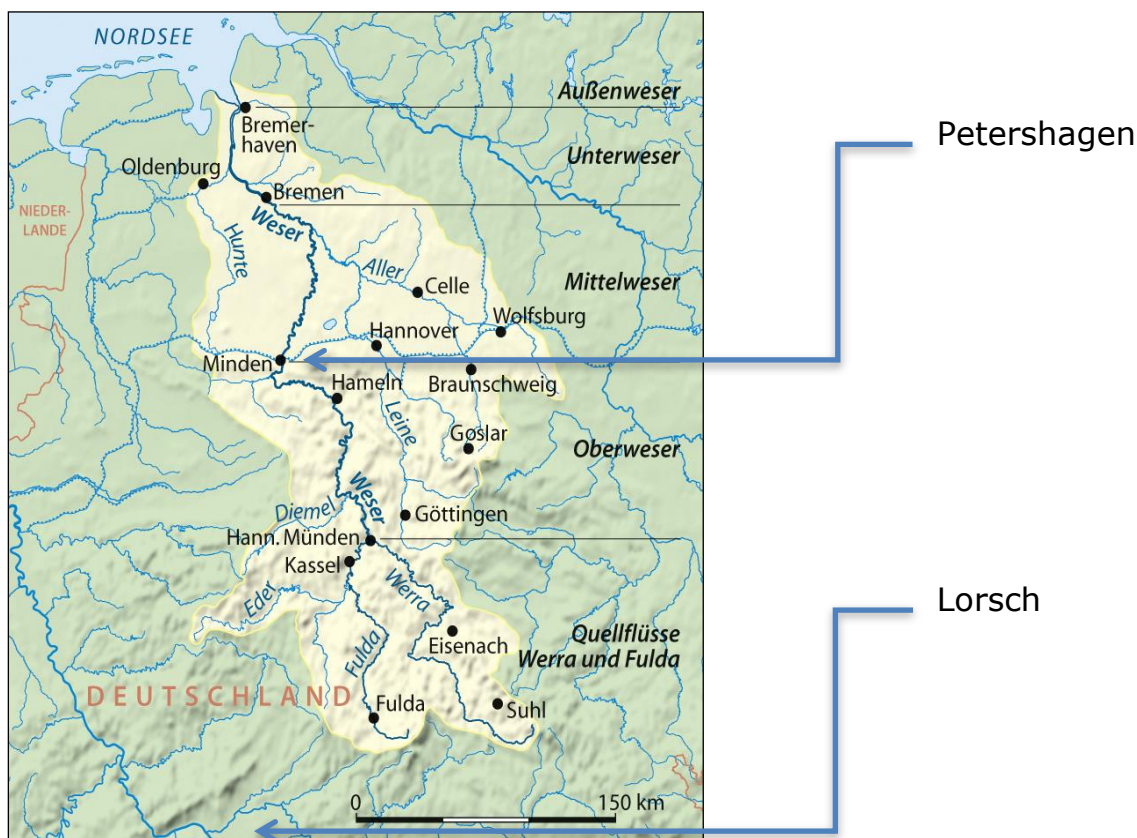 NORDSEE
Außenweser
Bremer-
haven
Petershagen
Unterweser
Oldenburg
Bremen
NIEDER-
LANDE
Weser
Hunte
Aller
Mittelweser
Celle
Wolfsburg
Hannover
Minden
Hameln
Braunschweig
Leine
Goslar
Oberweser
Weser
Diemel
Göttingen
Hann. Münden
Kassel
Werra
Eder
Lorsch
Eisenach
Quellflüsse
Werra und Fulda
Fulda
DEUTSCHLAND
Fulda
Suhl
0 150 km